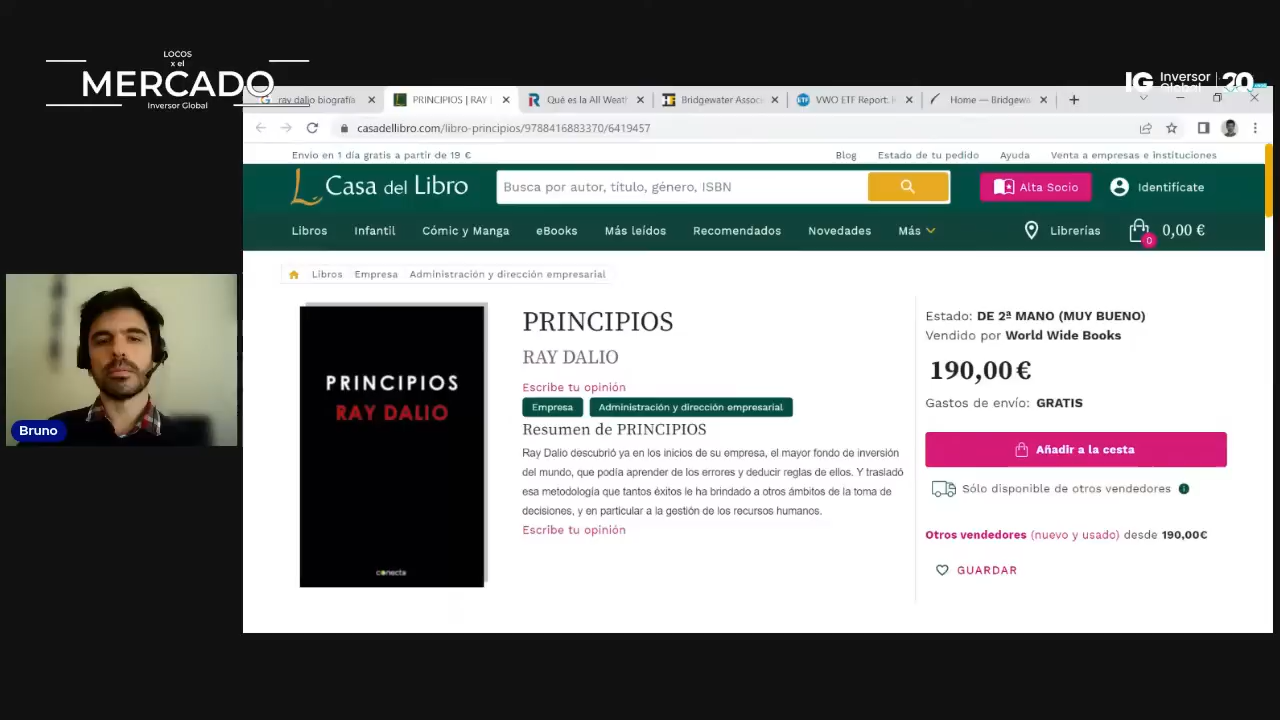 LOCOS
x el
MERCADO
Inversor Global
IG Inversor Global 20
ray dalio biografía
PRINCIPIOS | RAY
Qué es la All Weat
Bridgewater Assoc
VWO ETF Report: H
Home — Bridgewa
casadellibro.com/libro-principios/9788416883370/6419457
Envío en 1 día gratis a partir de 19 €
Blog
Estado de tu pedido
Ayuda
Venta a empresas e instituciones
Casa del Libro
Busca por autor, título, género, ISBN
Alta Socio
Identifícate
Libros
Infantil
Cómic y Manga
eBooks
Más leídos
Recomendados
Novedades
Más
Librerías
0
0,00 €
Libros
Empresa
Administración y dirección empresarial
PRINCIPIOS
RAY DALIO
conecta
PRINCIPIOS
RAY DALIO
Escribe tu opinión
Empresa
Administración y dirección empresarial
Resumen de PRINCIPIOS
Ray Dalio descubrió ya en los inicios de su empresa, el mayor fondo de inversión
del mundo, que podía aprender de los errores y deducir reglas de ellos. Y trasladó
esa metodología que tantos éxitos le ha brindado a otros ámbitos de la toma de
decisiones, y en particular a la gestión de los recursos humanos.
Escribe tu opinión
Estado: DE 2ª MANO (MUY BUENO)
Vendido por World Wide Books
190,00 €
Gastos de envío: GRATIS
Añadir a la cesta
Sólo disponible de otros vendedores
Otros vendedores (nuevo y usado) desde 190,00€
GUARDAR
Bruno